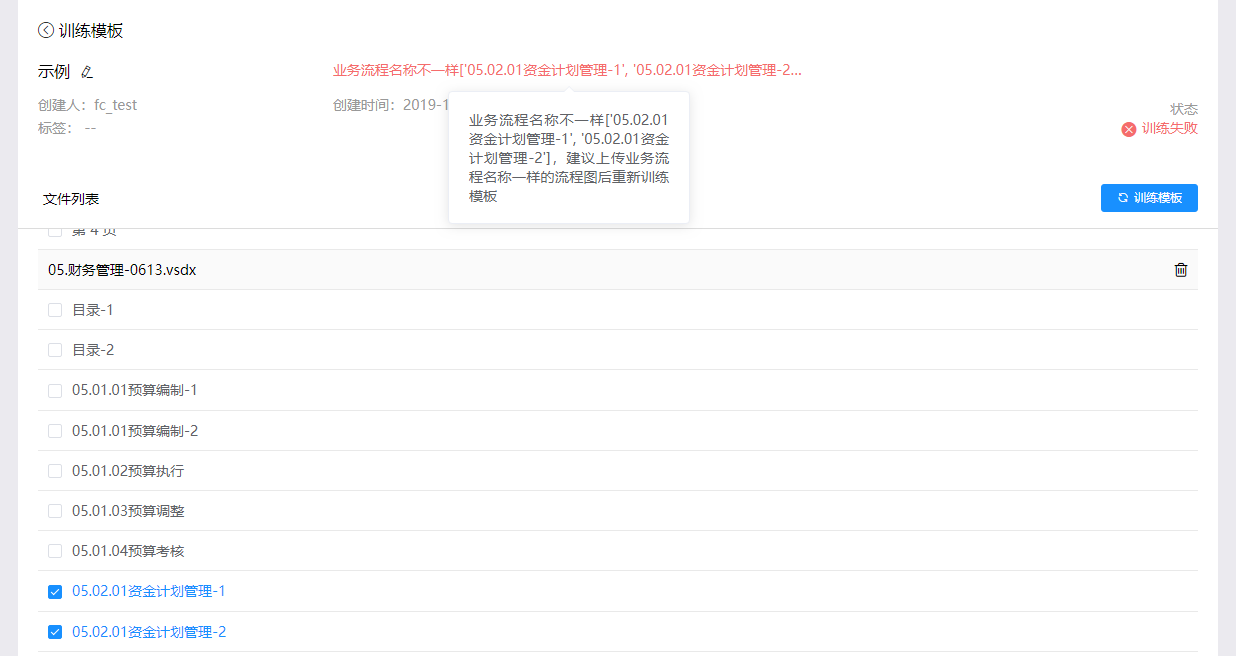 训练模板
示例
业务流程名称不一样['05.02.01资金计划管理-1', '05.02.01资金计划管理-2...
创建人：fc_test
创建时间：2019-1
标签： --
业务流程名称不一样['05.02.01
资金计划管理-1', '05.02.01资金
计划管理-2']，建议上传业务流
程名称一样的流程图后重新训练
模板
状态
训练失败
文件列表
训练模板
第 4 页
05.财务管理-0613.vsdx
目录-1
目录-2
05.01.01预算编制-1
05.01.01预算编制-2
05.01.02预算执行
05.01.03预算调整
05.01.04预算考核
05.02.01资金计划管理-1
05.02.01资金计划管理-2